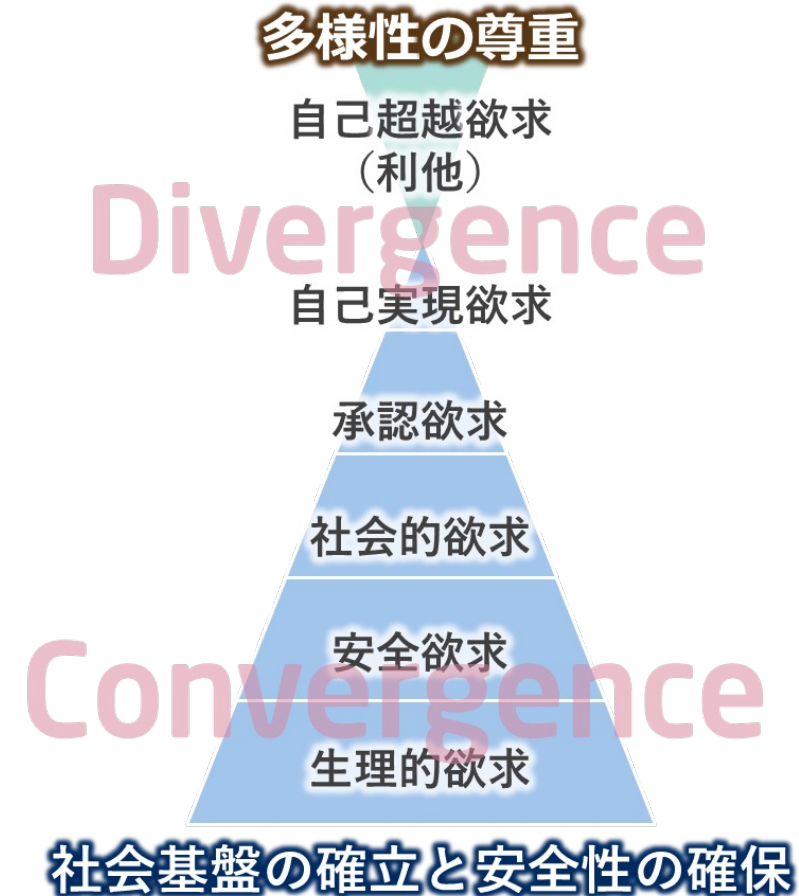 多様性の尊重
自己超越欲求
（利他）
Divergence
自己実現欲求
承認欲求
社会的欲求
安全欲求
Convergence
生理的欲求
社会基盤の確立と安全性の確保